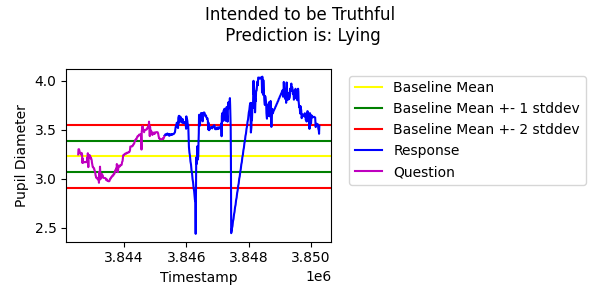 Intended to be Truthful
Prediction is: Lying
4.0
3.5
3.0
2.5
Pupil Diameter
3.844
3.846
3.848
3.850
1e6
Timestamp
Baseline Mean
Baseline Mean +- 1 stddev
Baseline Mean +- 2 stddev
Response
Question